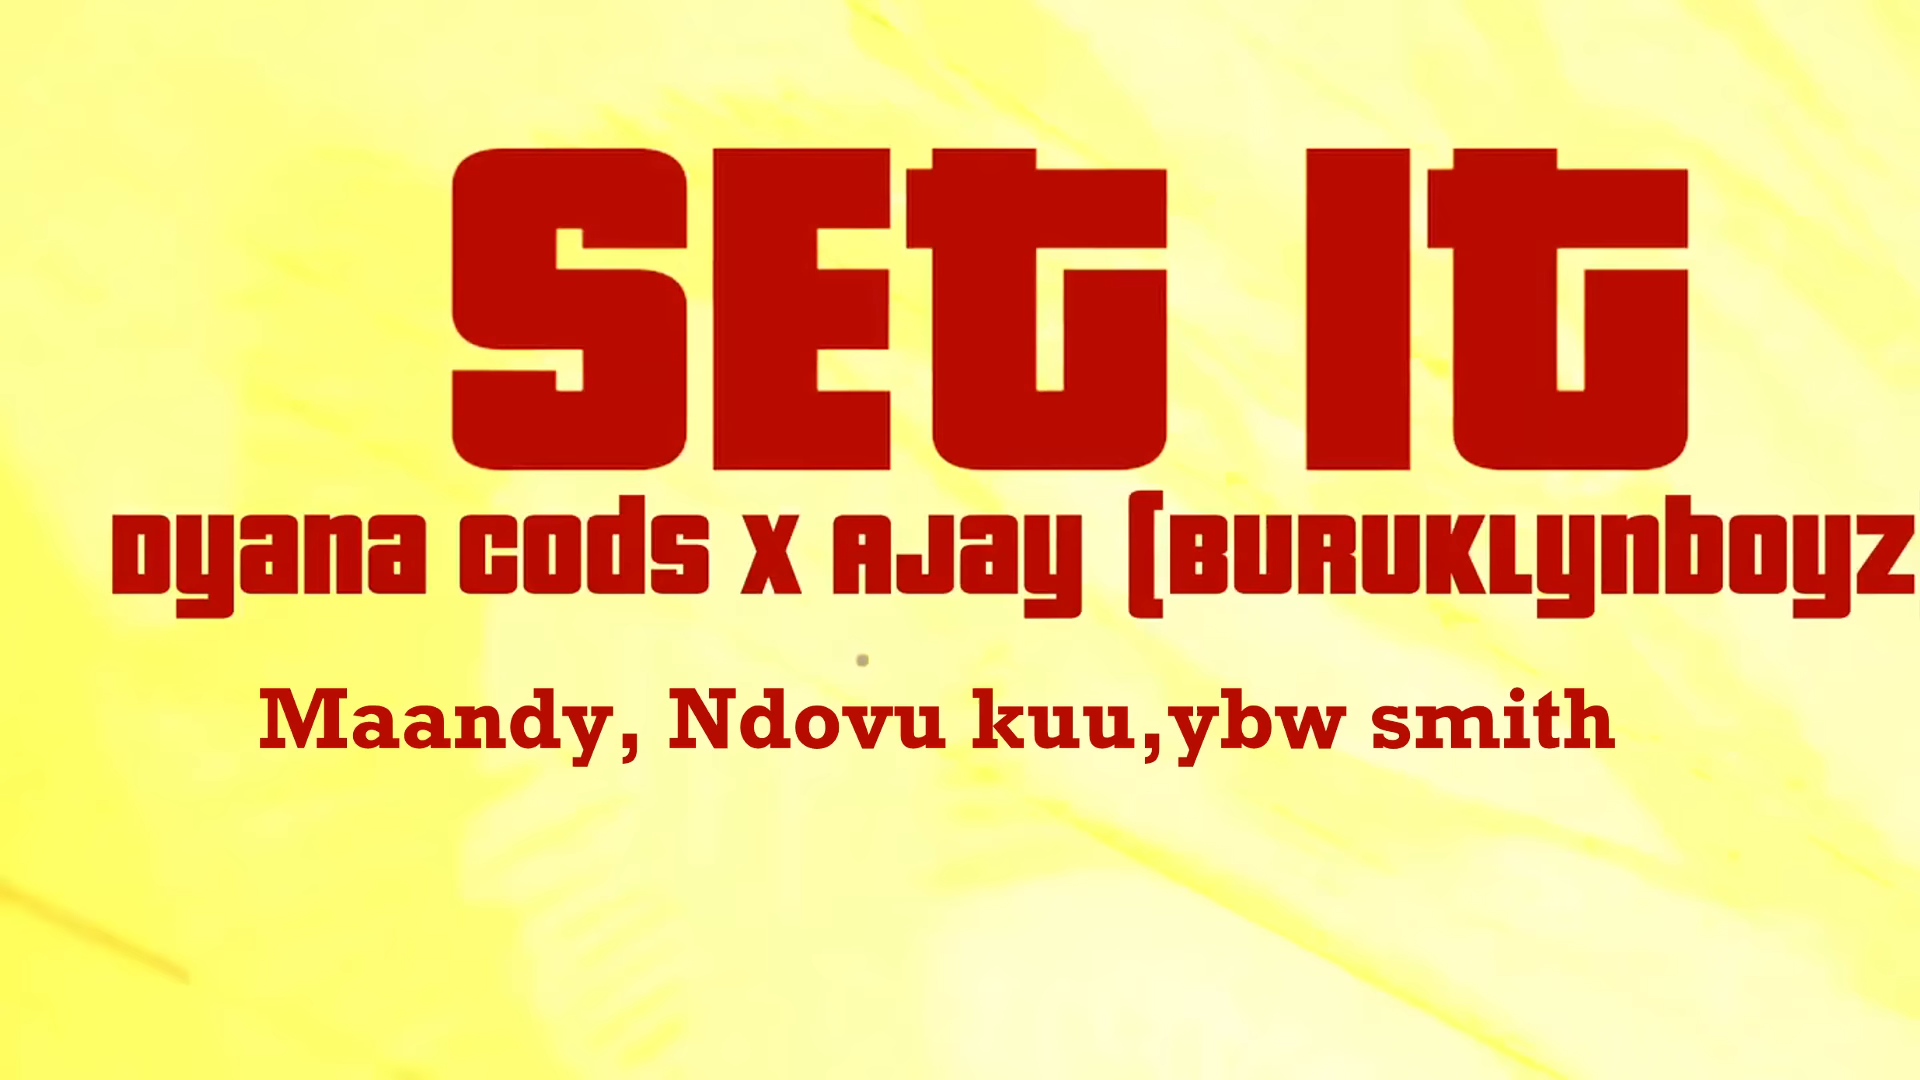 SEt It
Dyana cods x AJay (BURUKLynboyz
Maandy, Ndovu kuu,ybw smith